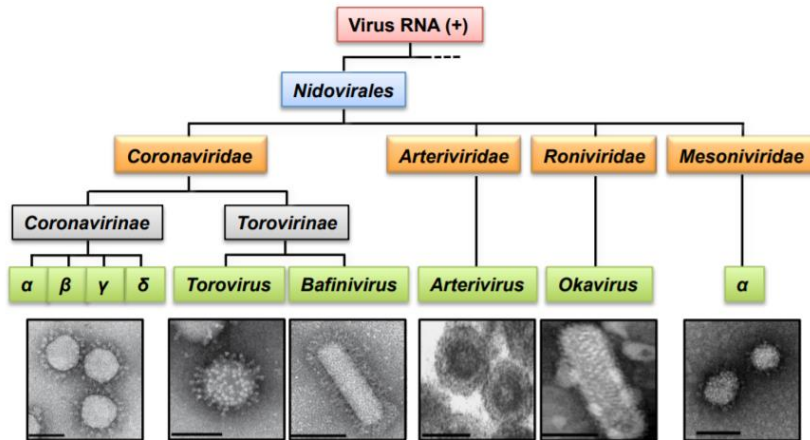 Virus RNA (+)
Nidovirales
Coronaviridae Arteriviridae Roniviridae Mesoniviridae
Coronavirinae Torovirinae
α β γ δ Torovirus Bafinivirus Arterivirus Okavirus α